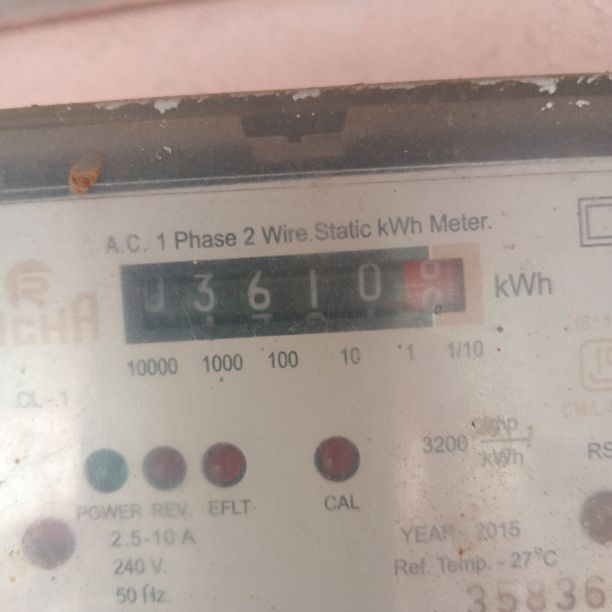 A.C. 1 Phase 2 Wire Static kWh Meter.
0 3 6 1 0 kWh
10000 1000 100 10 1 1/10
CL-1
3200 Imp. kWh
POWER REV. EFLT CAL
2.5-10 A
240 V.
50 Hz.
YEAR 2015
Ref. Temp. - 27°C
35836